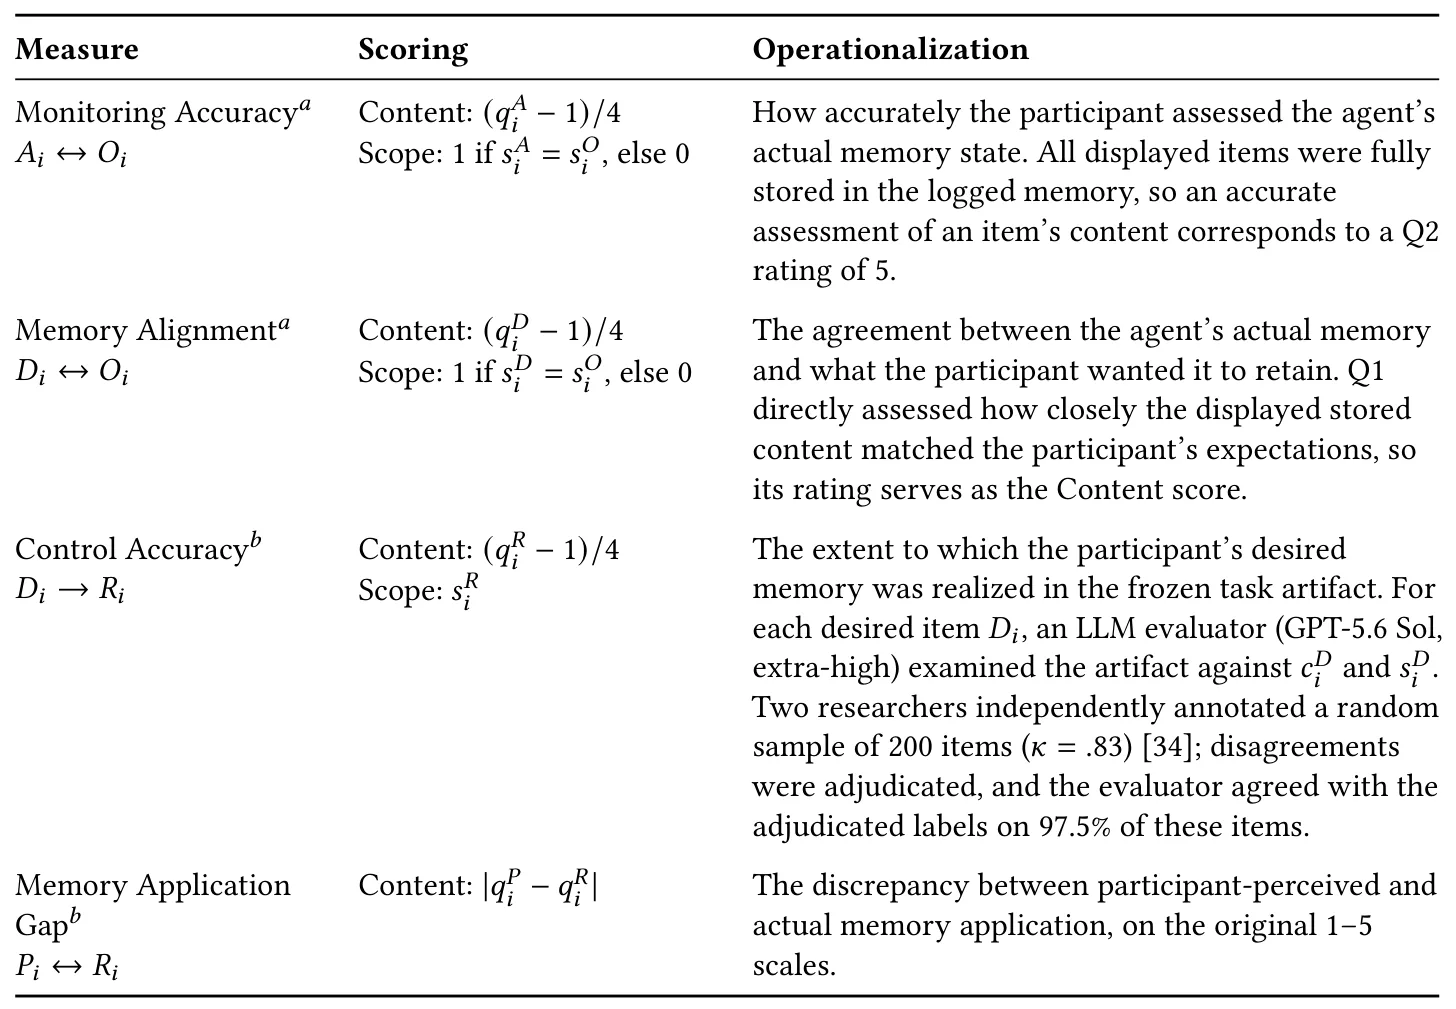 Measure Scoring Operationalization
Monitoring Accuracy^a Content: (q_i^A − 1)/4 How accurately the participant assessed the agent's
A_i ↔ O_i Scope: 1 if s_i^A = s_i^O, else 0 actual memory state. All displayed items were fully
stored in the logged memory, so an accurate
assessment of an item's content corresponds to a Q2
rating of 5.
Memory Alignment^a Content: (q_i^D − 1)/4 The agreement between the agent's actual memory
D_i ↔ O_i Scope: 1 if s_i^D = s_i^O, else 0 and what the participant wanted it to retain. Q1
directly assessed how closely the displayed stored
content matched the participant's expectations, so
its rating serves as the Content score.
Control Accuracy^b Content: (q_i^R − 1)/4 The extent to which the participant's desired
D_i → R_i Scope: s_i^R memory was realized in the frozen task artifact. For
each desired item D_i, an LLM evaluator (GPT-5.6 Sol,
extra-high) examined the artifact against c_i^D and s_i^D.
Two researchers independently annotated a random
sample of 200 items (κ = .83) [34]; disagreements
were adjudicated, and the evaluator agreed with the
adjudicated labels on 97.5% of these items.
Memory Application Content: |q_i^P − q_i^R| The discrepancy between participant-perceived and
Gap^b actual memory application, on the original 1–5
P_i ↔ R_i scales.